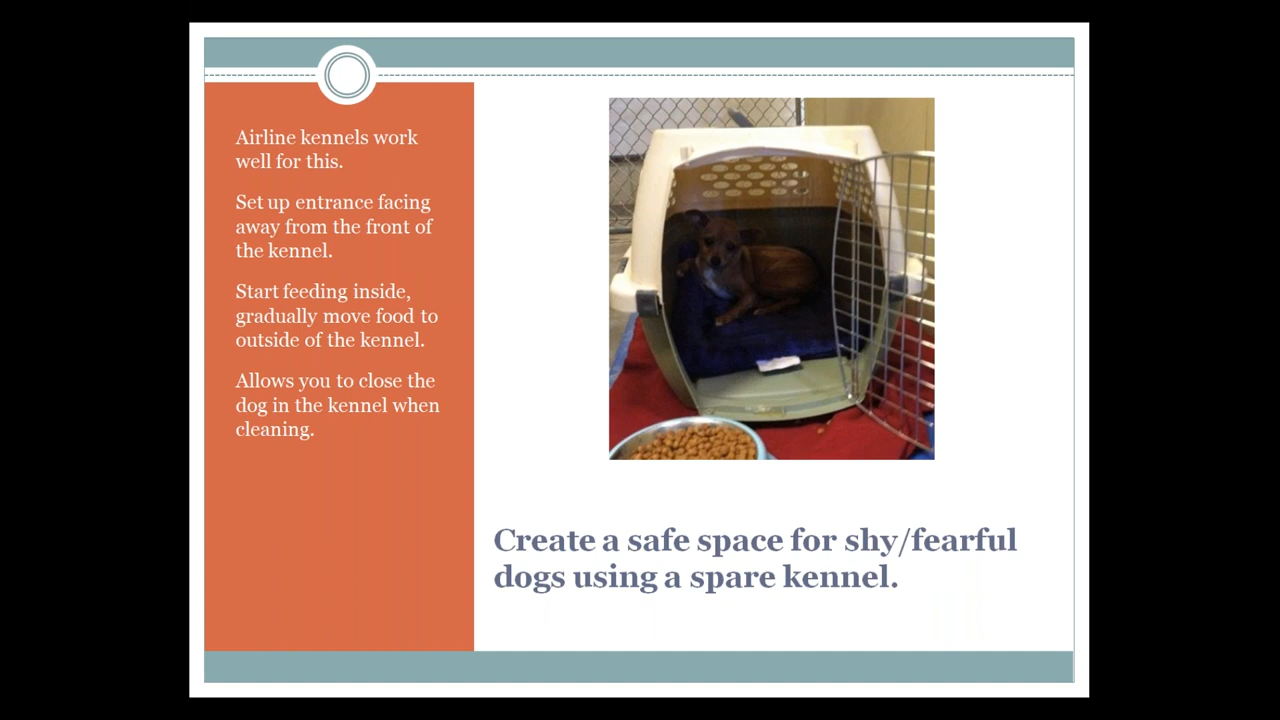 Airline kennels work
well for this.
Set up entrance facing
away from the front of
the kennel.
Start feeding inside,
gradually move food to
outside of the kennel.
Allows you to close the
dog in the kennel when
cleaning.
Create a safe space for shy/fearful
dogs using a spare kennel.